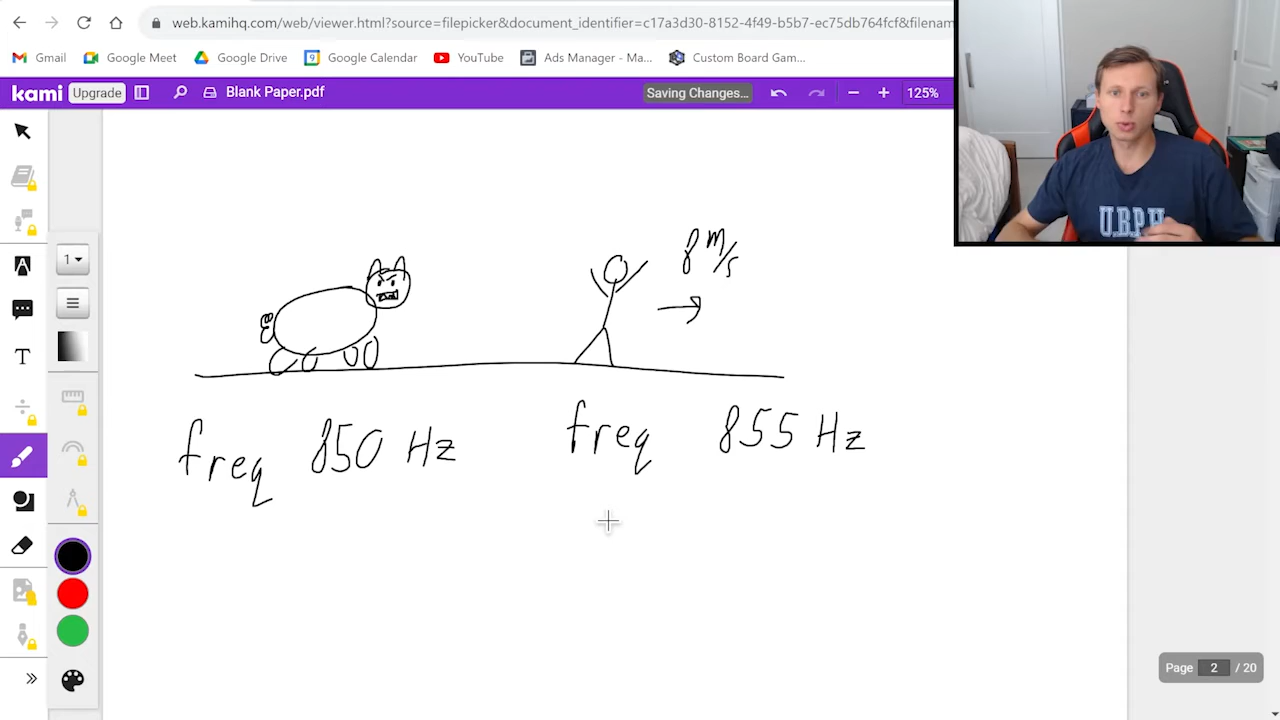 web.kamihq.com/web/viewer.html?source=filepicker&document_identifier=c17a3d30-8152-4f49-b5b7-ec75db764fcf&filenam
Gmail Google Meet Google Drive Google Calendar YouTube Ads Manager - Ma... Custom Board Gam...
kami Upgrade Blank Paper.pdf Saving Changes... 125%
UBPH
1
T
8 m/s
freq 850 Hz freq 855 Hz
Page 2 / 20